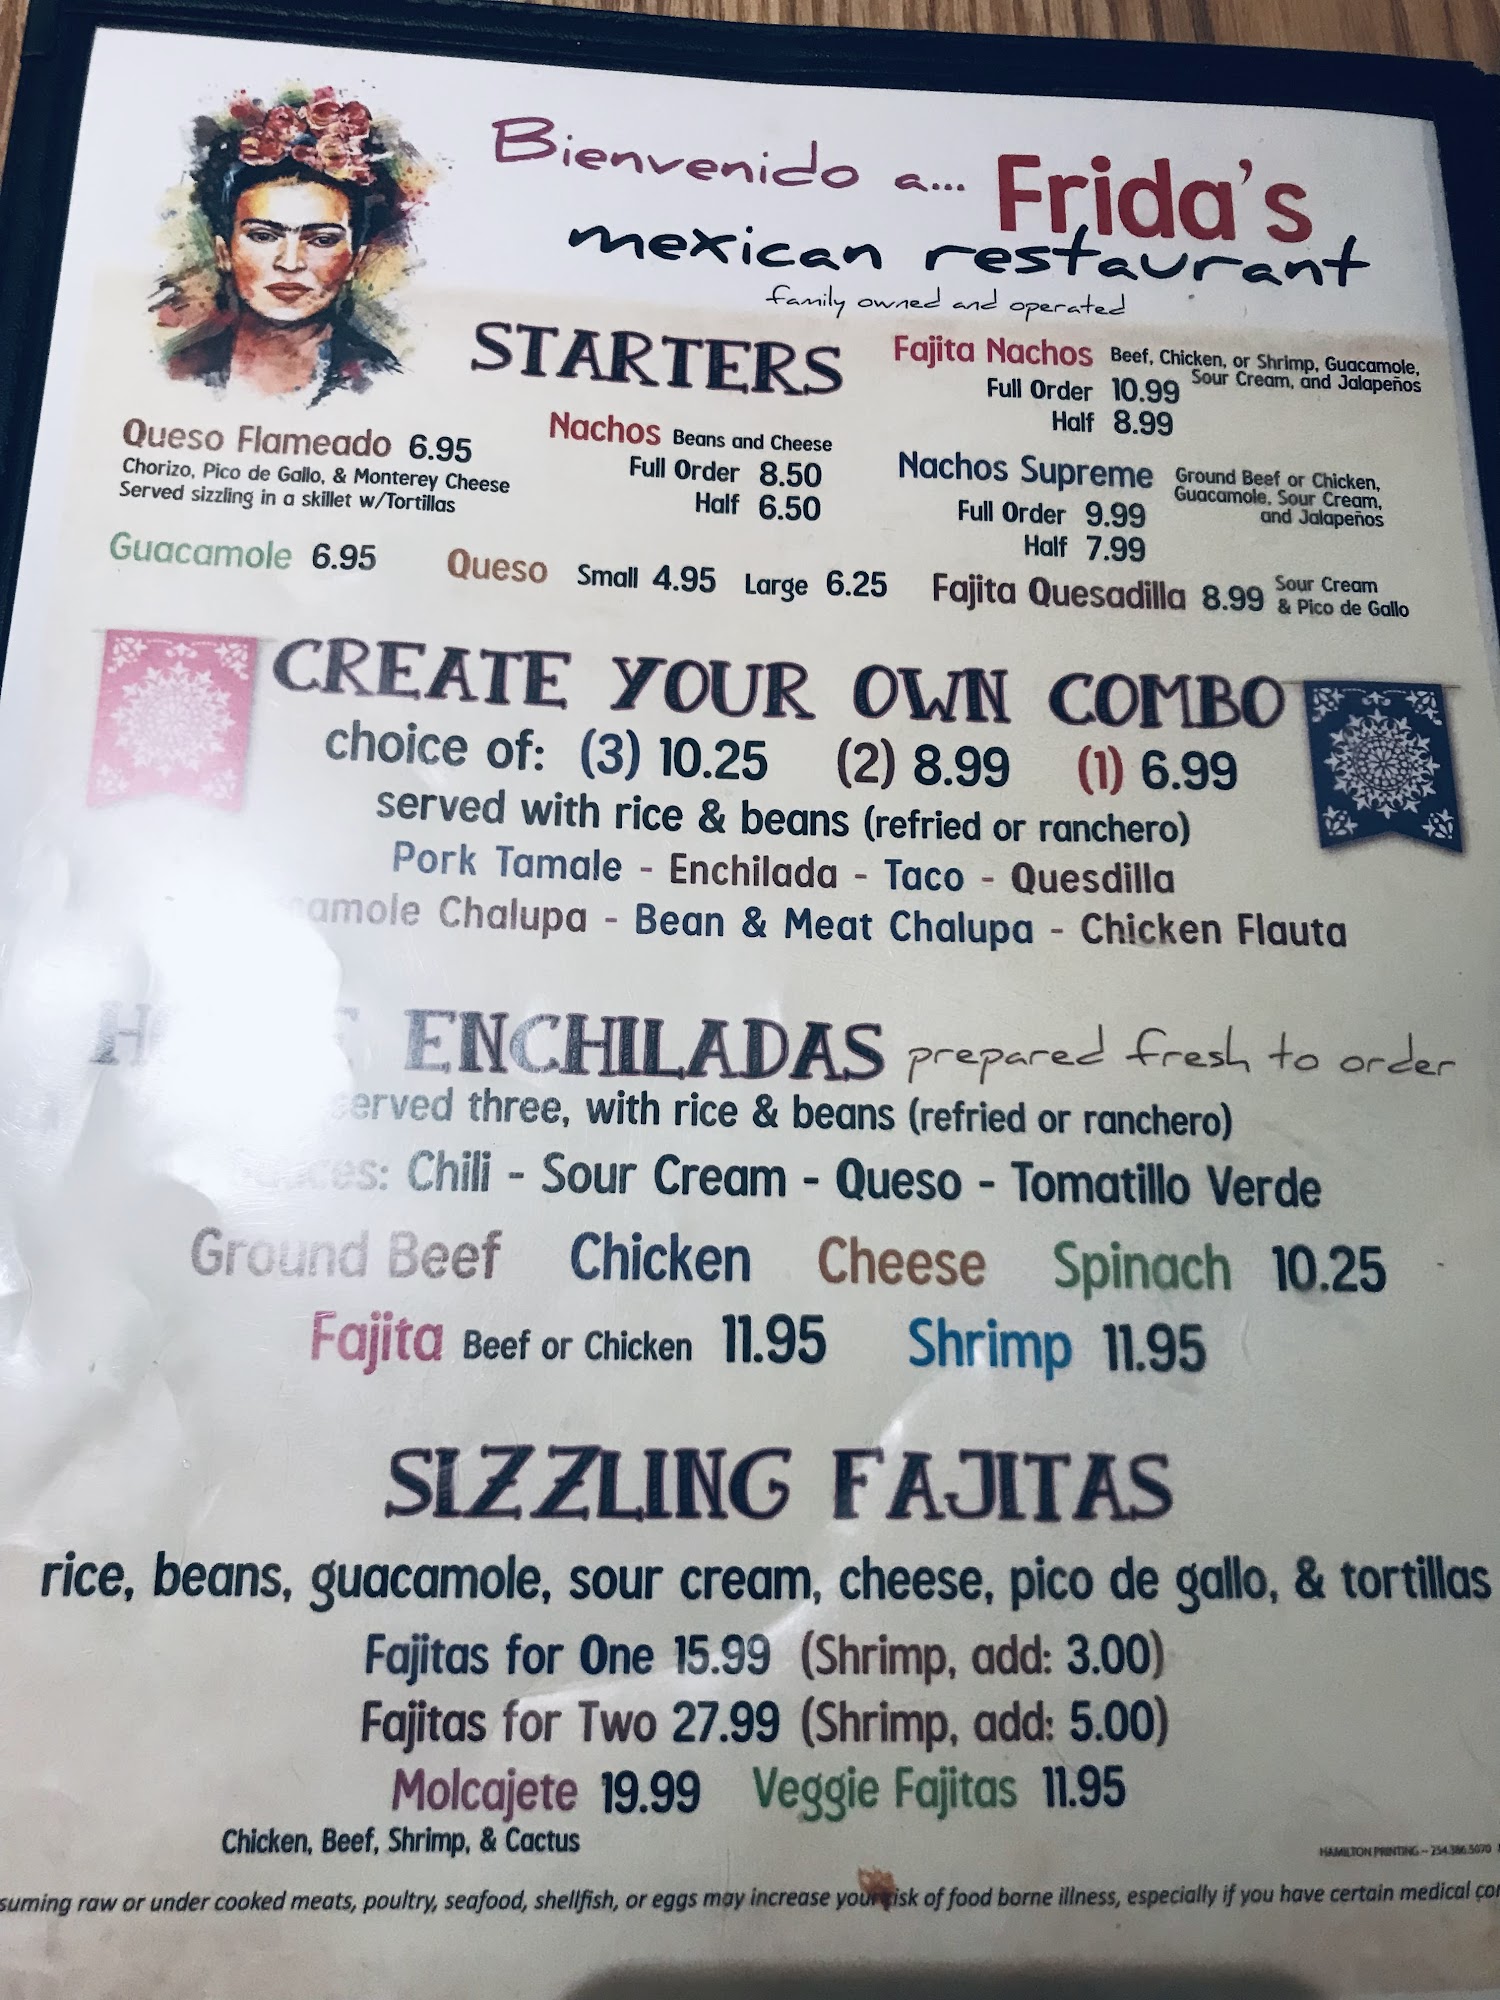 Bienvenido a... Frida's
mexican restaurant
family owned and operated
STARTERS
Queso Flameado 6.95
Chorizo, Pico de Gallo, & Monterey Cheese
Served sizzling in a skillet w/Tortillas
Nachos Beans and Cheese
Full Order 8.50
Half 6.50
Fajita Nachos Beef, Chicken, or Shrimp, Guacamole,
Sour Cream, and Jalapeños
Full Order 10.99
Half 8.99
Nachos Supreme Ground Beef or Chicken,
Guacamole, Sour Cream,
and Jalapeños
Full Order 9.99
Half 7.99
Guacamole 6.95
Queso Small 4.95 Large 6.25
Fajita Quesadilla 8.99 Sour Cream
& Pico de Gallo
CREATE YOUR OWN COMBO
choice of: (3) 10.25 (2) 8.99 (1) 6.99
served with rice & beans (refried or ranchero)
Pork Tamale - Enchilada - Taco - Quesdilla
amole Chalupa - Bean & Meat Chalupa - Chicken Flauta
ENCHILADAS prepared fresh to order
served three, with rice & beans (refried or ranchero)
uces: Chili - Sour Cream - Queso - Tomatillo Verde
Ground Beef Chicken Cheese Spinach 10.25
Fajita Beef or Chicken 11.95 Shrimp 11.95
SIZZLING FAJITAS
rice, beans, guacamole, sour cream, cheese, pico de gallo, & tortillas
Fajitas for One 15.99 (Shrimp, add: 3.00)
Fajitas for Two 27.99 (Shrimp, add: 5.00)
Molcajete 19.99 Veggie Fajitas 11.95
Chicken, Beef, Shrimp, & Cactus
HAMILTON PRINTING – 254.386.5070
suming raw or under cooked meats, poultry, seafood, shellfish, or eggs may increase your risk of food borne illness, especially if you have certain medical con